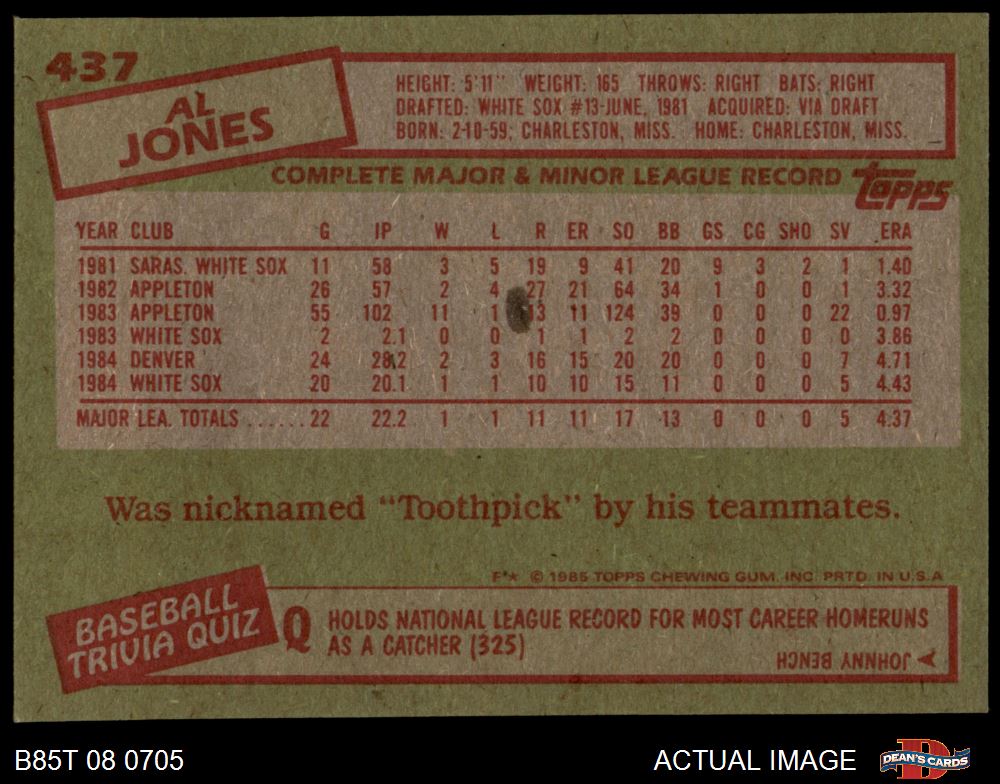 437
AL
JONES
HEIGHT: 5'11" WEIGHT: 165 THROWS: RIGHT BATS: RIGHT
DRAFTED: WHITE SOX #13-JUNE, 1981 ACQUIRED: VIA DRAFT
BORN: 2-10-59; CHARLESTON, MISS. HOME: CHARLESTON, MISS.
COMPLETE MAJOR & MINOR LEAGUE RECORD topps
YEAR CLUB G IP W L R ER SO BB GS CG SHO SV ERA
1981 SARAS. WHITE SOX 11 58 3 5 19 9 41 20 9 3 2 1 1.40
1982 APPLETON 26 57 2 4 27 21 64 34 1 0 0 1 3.32
1983 APPLETON 55 102 11 1 13 11 124 39 0 0 0 22 0.97
1983 WHITE SOX 2 2.1 0 0 1 1 2 2 0 0 0 0 3.86
1984 DENVER 24 28.2 2 3 16 15 20 20 0 0 0 7 4.71
1984 WHITE SOX 20 20.1 1 1 10 10 15 11 0 0 0 5 4.43
MAJOR LEA. TOTALS ......22 22.2 1 1 11 11 17 13 0 0 0 5 4.37
Was nicknamed "Toothpick" by his teammates.
F*★ © 1985 TOPPS CHEWING GUM, INC. PRTD. IN U.S.A
BASEBALL
TRIVIA QUIZ
Q HOLDS NATIONAL LEAGUE RECORD FOR MOST CAREER HOMERUNS
AS A CATCHER (325)
JOHNNY BENCH
B85T 08 0705
ACTUAL IMAGE
DEAN'S CARDS